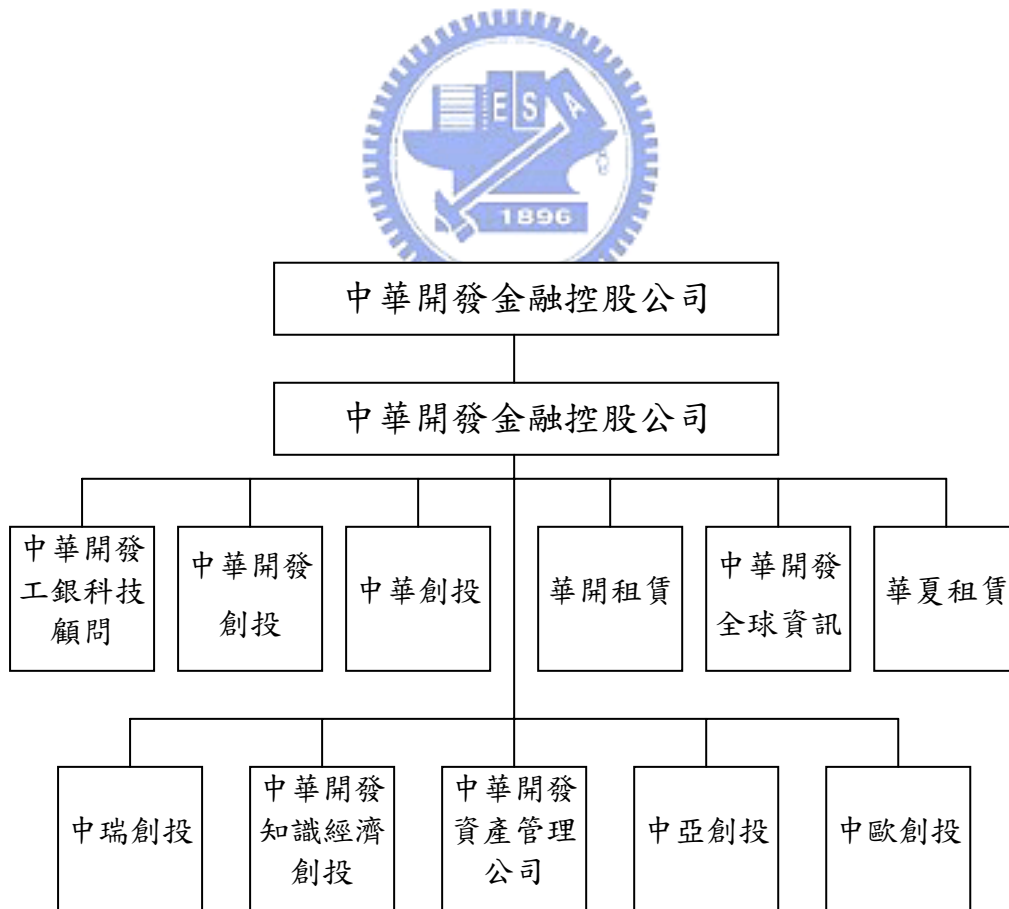 ESA
1896
中華開發金融控股公司
中華開發金融控股公司
中華開發
工銀科技
顧問
中華開發
創投
中華創投
華開租賃
中華開發
全球資訊
華夏租賃
中瑞創投
中華開發
知識經濟
創投
中華開發
資產管理
公司
中亞創投
中歐創投